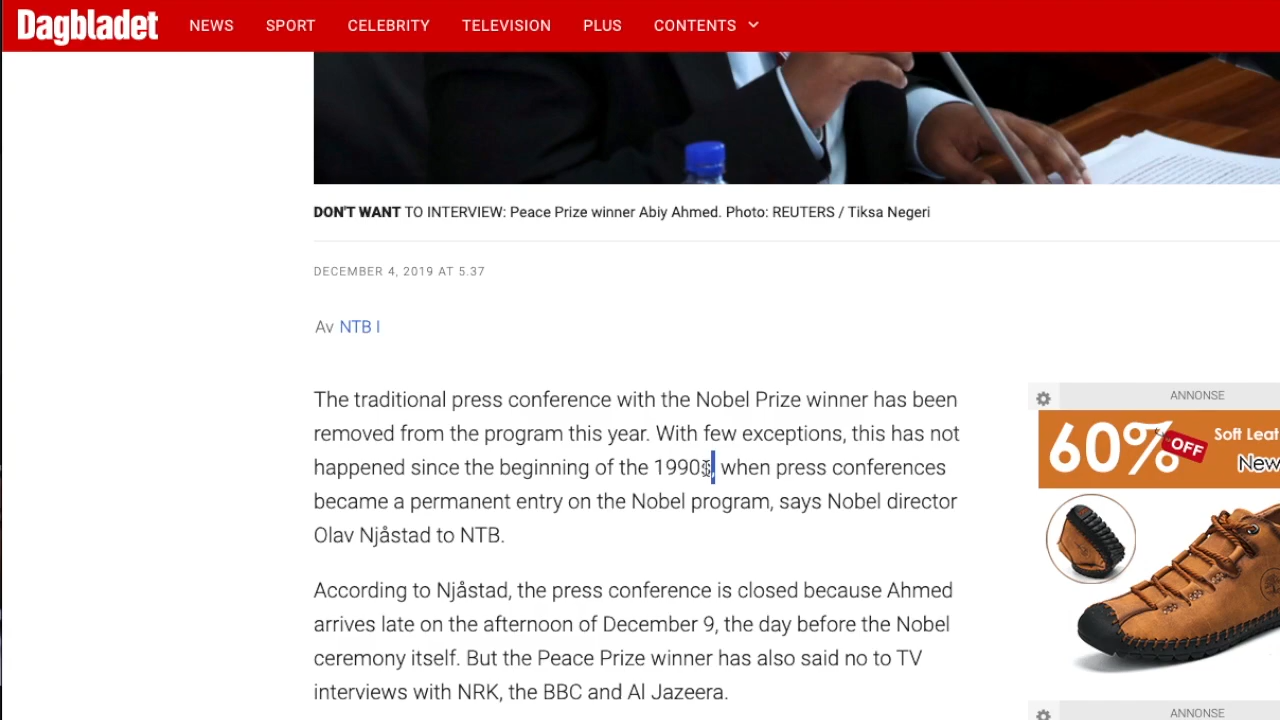 Dagbladet NEWS SPORT CELEBRITY TELEVISION PLUS CONTENTS
DON'T WANT TO INTERVIEW: Peace Prize winner Abiy Ahmed. Photo: REUTERS / Tiksa Negeri
DECEMBER 4, 2019 AT 5.37
Av NTB I
The traditional press conference with the Nobel Prize winner has been
removed from the program this year. With few exceptions, this has not
happened since the beginning of the 1990s, when press conferences
became a permanent entry on the Nobel program, says Nobel director
Olav Njåstad to NTB.
According to Njåstad, the press conference is closed because Ahmed
arrives late on the afternoon of December 9, the day before the Nobel
ceremony itself. But the Peace Prize winner has also said no to TV
interviews with NRK, the BBC and Al Jazeera.
ANNONSE
60% OFF
Soft Leat
New
ANNONSE